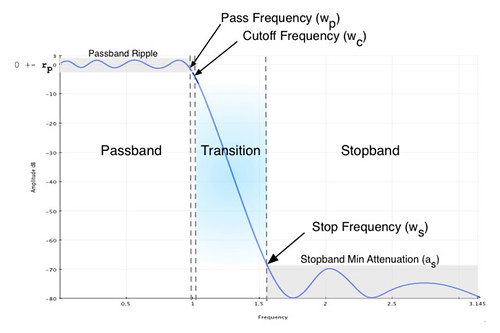 Pass Frequency (wp)
Cutoff Frequency (wc)
Passband Ripple
0 +- rp
3
0
-10
-20
-30
-40
-50
-60
-70
-80
Amplitude dB
Passband
Transition
Stopband
Stop Frequency (ws)
Stopband Min Attenuation (as)
0.5
1
1.5
2
2.5
3.145
Frequency